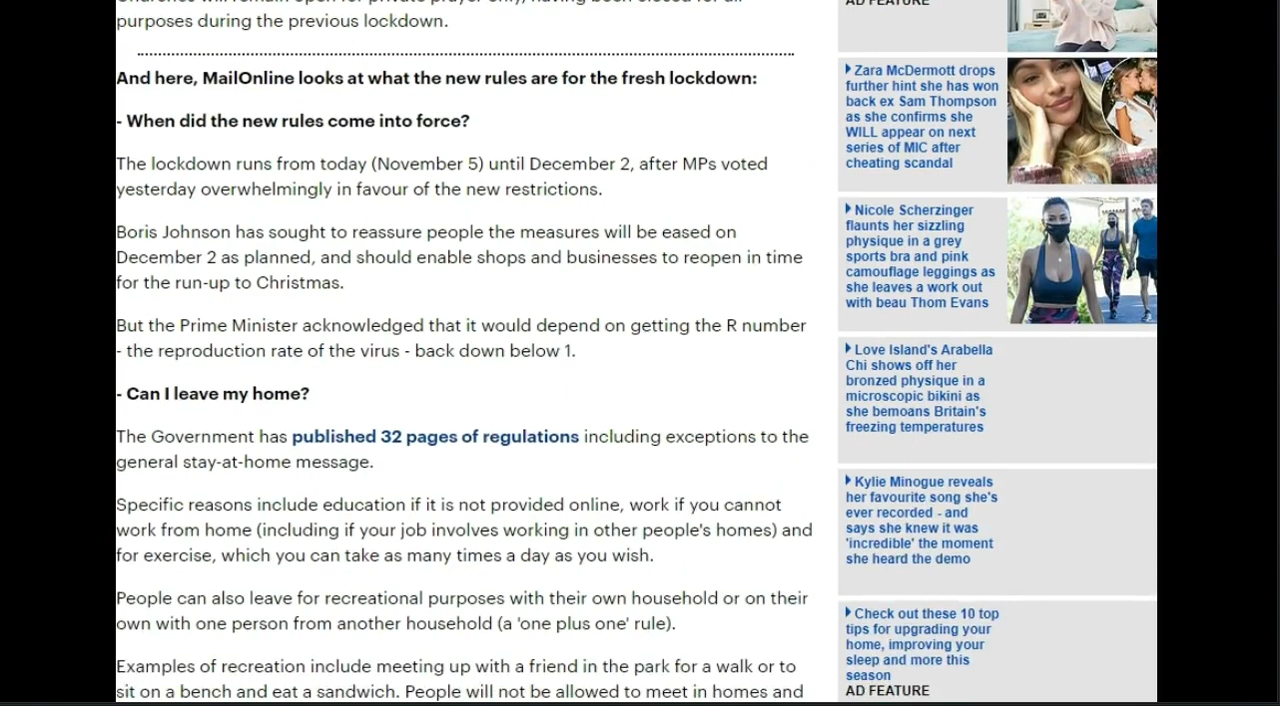 purposes during the previous lockdown.
And here, MailOnline looks at what the new rules are for the fresh lockdown:
- When did the new rules come into force?
The lockdown runs from today (November 5) until December 2, after MPs voted
yesterday overwhelmingly in favour of the new restrictions.
Boris Johnson has sought to reassure people the measures will be eased on
December 2 as planned, and should enable shops and businesses to reopen in time
for the run-up to Christmas.
But the Prime Minister acknowledged that it would depend on getting the R number
- the reproduction rate of the virus - back down below 1.
- Can I leave my home?
The Government has published 32 pages of regulations including exceptions to the
general stay-at-home message.
Specific reasons include education if it is not provided online, work if you cannot
work from home (including if your job involves working in other people's homes) and
for exercise, which you can take as many times a day as you wish.
People can also leave for recreational purposes with their own household or on their
own with one person from another household (a 'one plus one' rule).
Examples of recreation include meeting up with a friend in the park for a walk or to
sit on a bench and eat a sandwich. People will not be allowed to meet in homes and
AD FEATURE
Zara McDermott drops
further hint she has won
back ex Sam Thompson
as she confirms she
WILL appear on next
series of MIC after
cheating scandal
Nicole Scherzinger
flaunts her sizzling
physique in a grey
sports bra and pink
camouflage leggings as
she leaves a work out
with beau Thom Evans
Love Island's Arabella
Chi shows off her
bronzed physique in a
microscopic bikini as
she bemoans Britain's
freezing temperatures
Kylie Minogue reveals
her favourite song she's
ever recorded - and
says she knew it was
'incredible' the moment
she heard the demo
Check out these 10 top
tips for upgrading your
home, improving your
sleep and more this
season
AD FEATURE